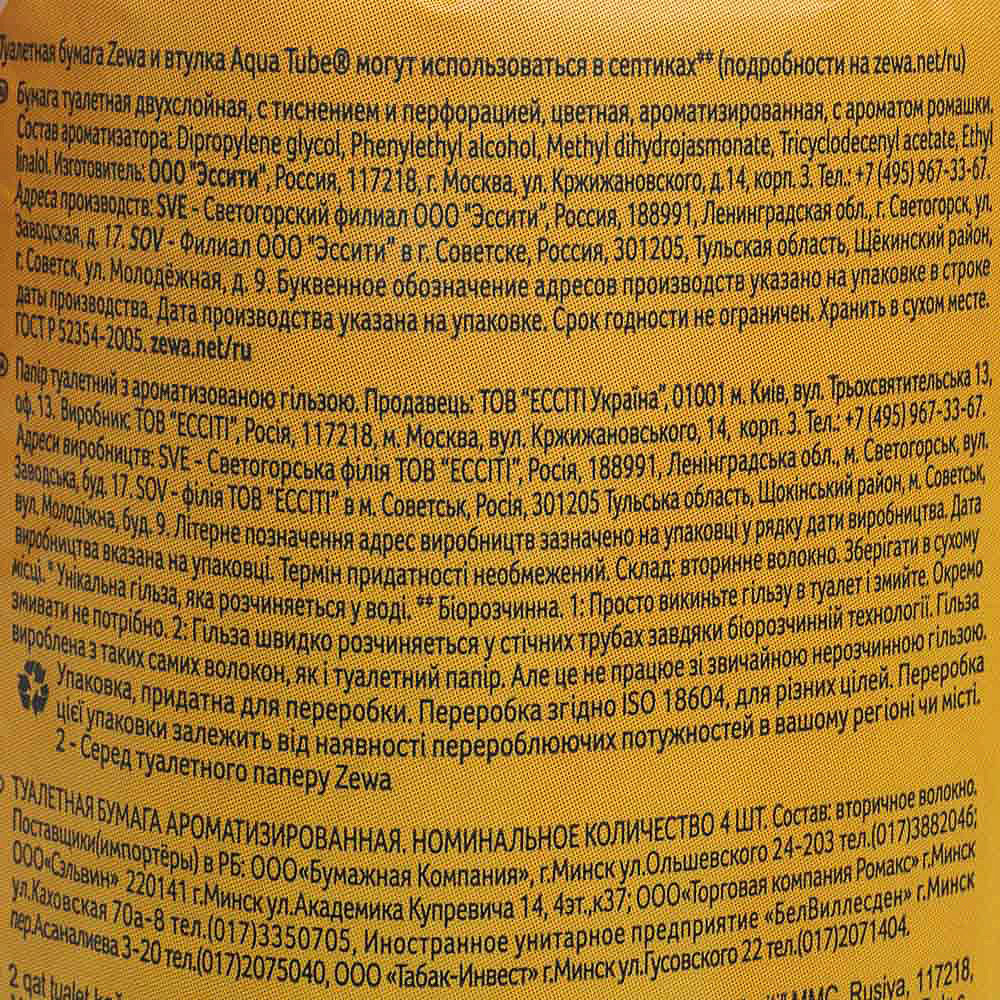 Туалетная бумага Zewa и втулка Aqua Tube® могут использоваться в септиках** (подробности на zewa.net/ru)
бумага туалетная двухслойная, с тиснением и перфорацией, цветная, ароматизированная, с ароматом ромашки.
Состав ароматизатора: Dipropylene glycol, Phenylethyl alcohol, Methyl dihydrojasmonate, Tricyclodecenyl acetate, Ethyl
linalol. Изготовитель: ООО "Эссити", Россия, 117218, г. Москва, ул. Кржижановского, д.14, корп. 3. Тел.: +7 (495) 967-33-67.
Адреса производств: SVE - Светогорский филиал ООО "Эссити", Россия, 188991, Ленинградская обл., г. Светогорск, ул.
Заводская, д. 17. SOV - Филиал ООО "Эссити" в г. Советске, Россия, 301205, Тульская область, Щёкинский район,
г. Советск, ул. Молодёжная, д. 9. Буквенное обозначение адресов производств указано на упаковке в строке
даты производства. Дата производства указана на упаковке. Срок годности не ограничен. Хранить в сухом месте.
ГОСТ Р 52354-2005. zewa.net/ru
Папір туалетний з ароматизованою гільзою. Продавець: ТОВ "ЕССІТІ Україна", 01001 м. Київ, вул. Трьохсвятительська 13,
оф. 13. Виробник: ТОВ "ЕССІТІ", Росія, 117218, м. Москва, вул. Кржижановського, 14, корп. 3. Тел.: +7 (495) 967-33-67.
Адреси виробництв: SVE - Светогорська філія ТОВ "ЕССІТІ", Росія, 188991, Ленінградська обл., м. Светогорськ, вул.
Заводська, буд. 17. SOV - філія ТОВ "ЕССІТІ" в м. Советськ, Росія, 301205 Тульська область, Щокінський район, м. Советськ,
вул. Молодіжна, буд. 9. Літерне позначення адрес виробництв зазначено на упаковці у рядку дати виробництва. Дата
виробництва вказана на упаковці. Термін придатності необмежений. Склад: вторинне волокно. Зберігати в сухому
місці. * Унікальна гільза, яка розчиняється у воді. ** Біорозчинна. 1: Просто викиньте гільзу в туалет і змийте. Окремо
змивати не потрібно. 2: Гільза швидко розчиняється у стічних трубах завдяки біорозчинній технології. Гільза
вироблена з таких самих волокон, як і туалетний папір. Але це не працює зі звичайною нерозчинною гільзою.
Упаковка, придатна для переробки. Переробка згідно ISO 18604, для різних цілей. Переробка
цієї упаковки залежить від наявності перероблюючих потужностей в вашому регіоні чи місті.
2 - Серед туалетного паперу Zewa
ТУАЛЕТНАЯ БУМАГА АРОМАТИЗИРОВАННАЯ. НОМИНАЛЬНОЕ КОЛИЧЕСТВО 4 ШТ. Состав: вторичное волокно.
Поставщики(импортёры) в РБ: ООО«Бумажная Компания», г.Минск ул.Ольшевского 24-203 тел.(017)3882046;
ООО«Сэльвин» 220141 г.Минск ул.Академика Купревича 14, 4эт.,к37; ООО«Торговая компания Ромакс» г.Минск
ул.Каховская 70а-8 тел.(017)3350705, Иностранное унитарное предприятие «БелВиллесден» г.Минск
пер.Асаналиева 3-20 тел.(017)2075040, ООО «Табак-Инвест» г.Минск ул.Гусовского 22 тел.(017)2071404.
2 qat tualet MMC, Rusiya, 117218,